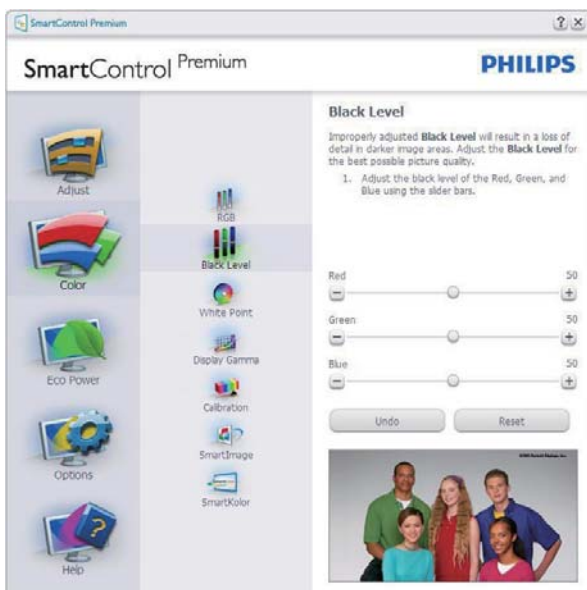 SmartControl Premium
SmartControl Premium
PHILIPS
Adjust
Color
Eco Power
Options
Help
RGB
Black Level
White Point
Display Gamma
Calibration
SmartImage
SmartKolor
Black Level
Improperly adjusted Black Level will result in a loss of
detail in darker image areas. Adjust the Black Level for
the best possible picture quality.
1. Adjust the black level of the Red, Green, and
Blue using the slider bars.
Red 50
Green 50
Blue 50
Undo Reset